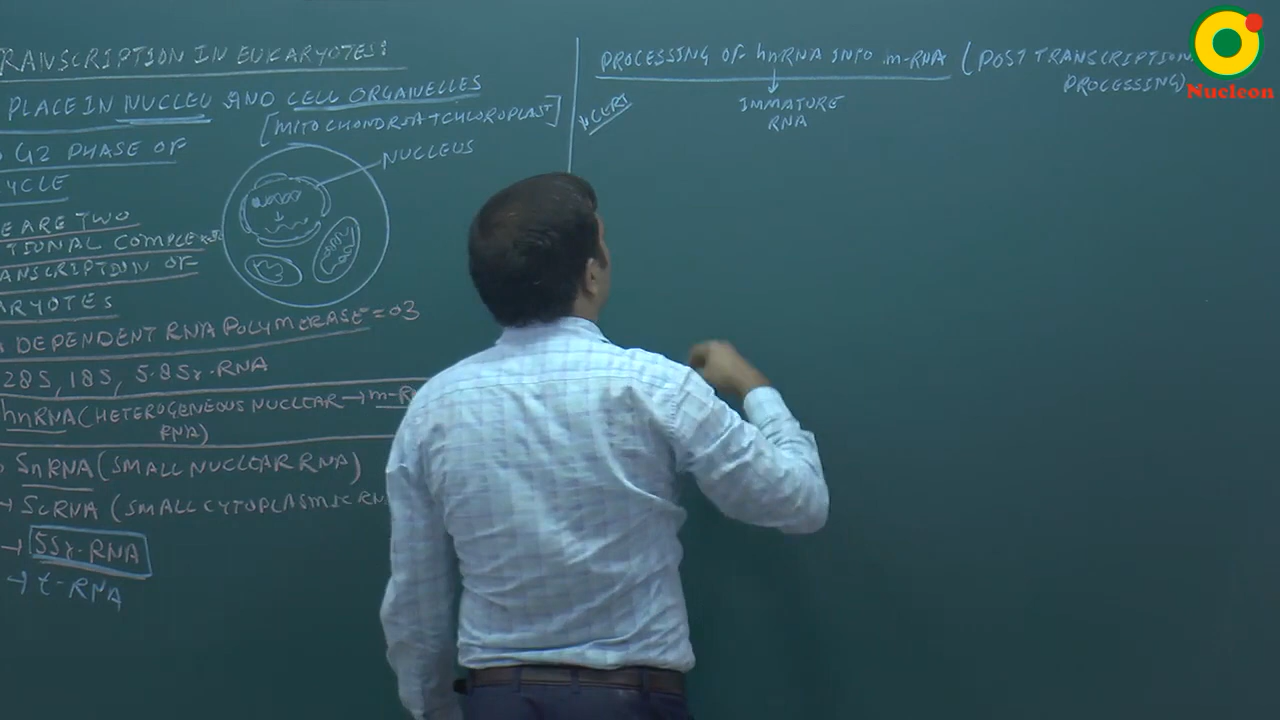 RANSCRIPTION IN EUKARYOTES:
PLACE IN NUCLEU AND CELL ORGANELLES
[MITOCHONDRIA+CHLOROPLAST]
G2 PHASE OF
YCLE
NUCLEUS
E ARE TWO
TIONAL COMPLE
ANSCRIPTION OF
ARYOTES
DEPENDENT RNA POLYMERASE = 03
28S, 18S, 5.8S r-RNA
hnRNA (HETEROGENEOUS NUCLEAR → m-R
RNA)
SnRNA (SMALL NUCLEAR RNA)
→ ScRNA (SMALL CYTOPLASMIC RN
→ 5S r-RNA
→ t-RNA
PROCESSING OF hnRNA INTO m-RNA (POST TRANSCRIPTION
PROCESSING)
NCERT
IMMATURE
RNA
Nucleon